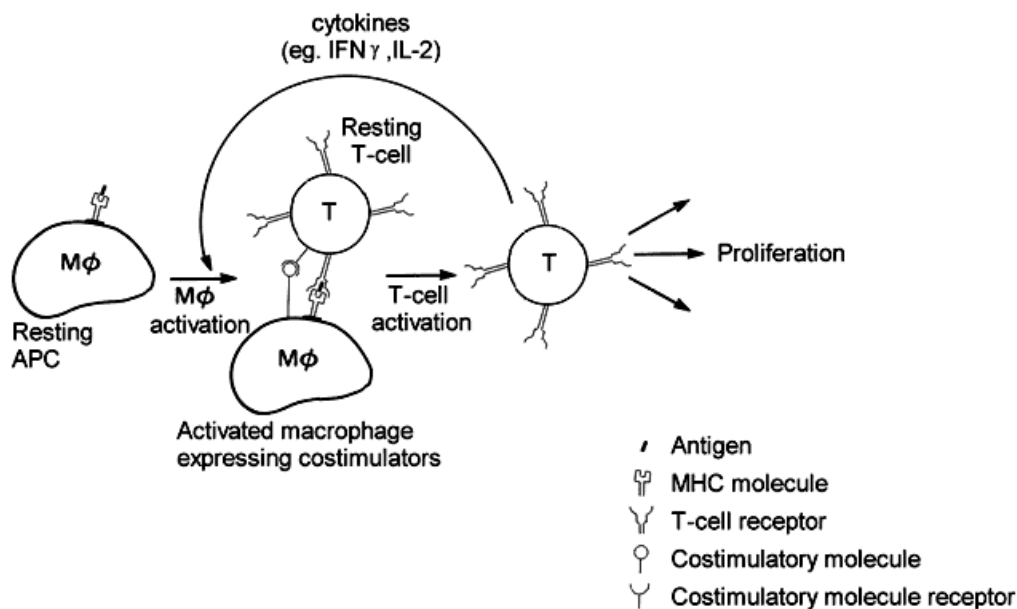 cytokines
(eg. IFNγ,IL-2)
Resting
T-cell
T
Mϕ
Resting
APC
Mϕ
activation
Mϕ
Activated macrophage
expressing costimulators
T-cell
activation
T
Proliferation
Antigen
MHC molecule
T-cell receptor
Costimulatory molecule
Costimulatory molecule receptor